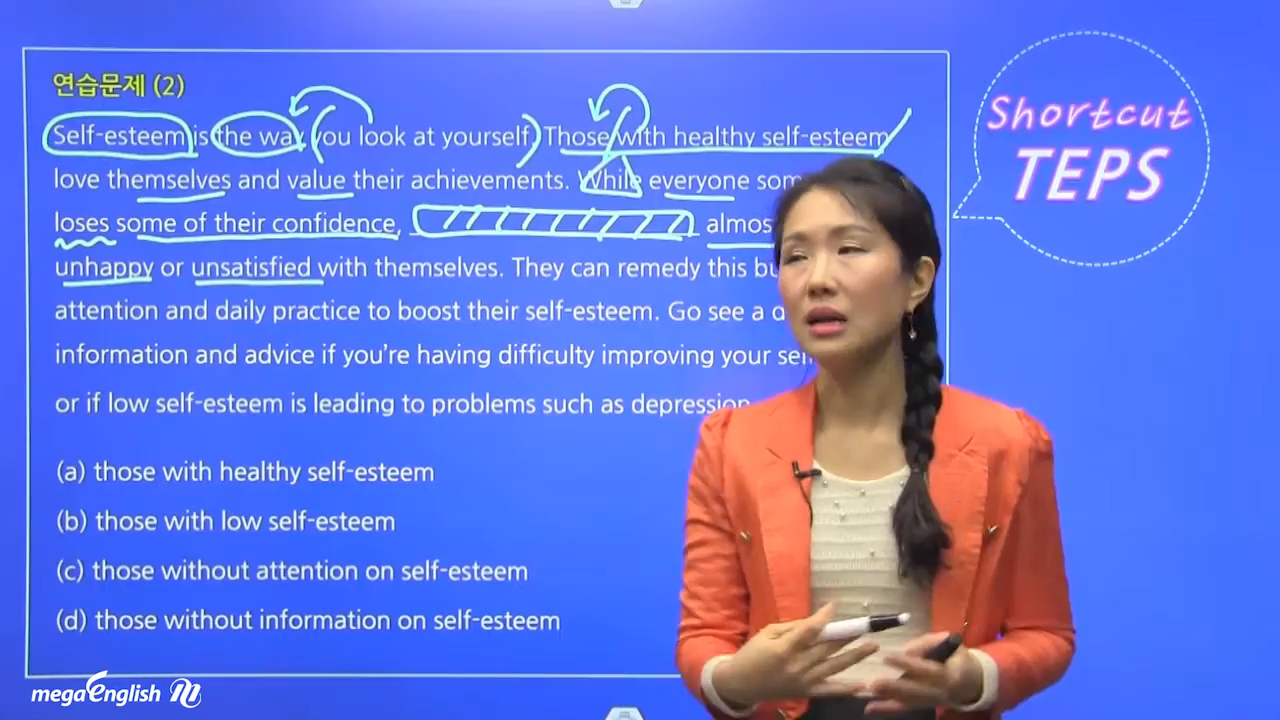 연습문제 (2)
Self-esteem is the way you look at yourself. Those with healthy self-esteem
love themselves and value their achievements. While everyone
loses some of their confidence,
unhappy or unsatisfied with themselves. They can remedy this
attention and daily practice to boost their self-esteem. Go see a
information and advice if you're having difficulty improving your
or if low self-esteem is leading to problems such as depression
(a) those with healthy self-esteem
(b) those with low self-esteem
(c) those without attention on self-esteem
(d) those without information on self-esteem
Shortcut
TEPS
megaEnglish m